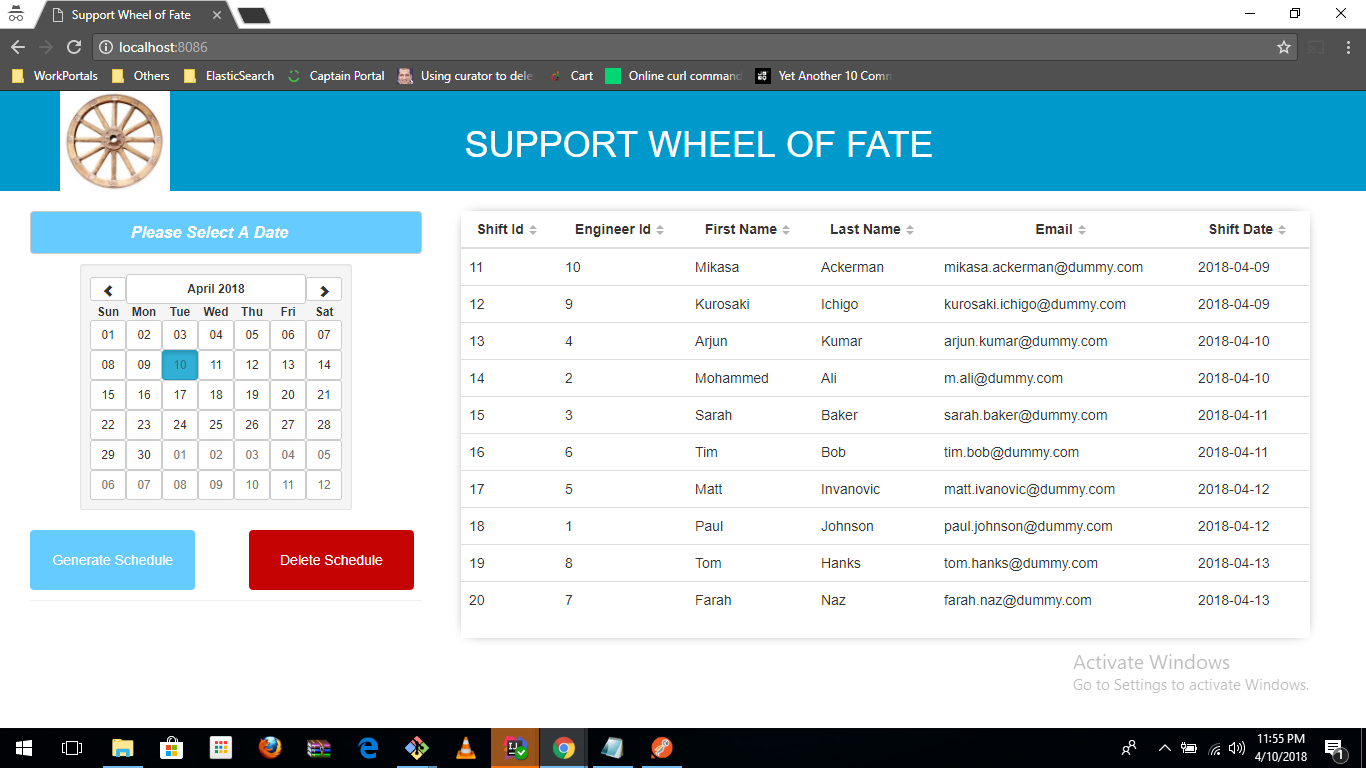 Support Wheel of Fate
localhost:8086
WorkPortals Others ElasticSearch Captain Portal Using curator to dele Cart Online curl command Yet Another 10 Comm
SUPPORT WHEEL OF FATE
Please Select A Date
April 2018
Sun Mon Tue Wed Thu Fri Sat
01 02 03 04 05 06 07
08 09 10 11 12 13 14
15 16 17 18 19 20 21
22 23 24 25 26 27 28
29 30 01 02 03 04 05
06 07 08 09 10 11 12
Generate Schedule Delete Schedule
Shift Id Engineer Id First Name Last Name Email Shift Date
11 10 Mikasa Ackerman mikasa.ackerman@dummy.com 2018-04-09
12 9 Kurosaki Ichigo kurosaki.ichigo@dummy.com 2018-04-09
13 4 Arjun Kumar arjun.kumar@dummy.com 2018-04-10
14 2 Mohammed Ali m.ali@dummy.com 2018-04-10
15 3 Sarah Baker sarah.baker@dummy.com 2018-04-11
16 6 Tim Bob tim.bob@dummy.com 2018-04-11
17 5 Matt Invanovic matt.ivanovic@dummy.com 2018-04-12
18 1 Paul Johnson paul.johnson@dummy.com 2018-04-12
19 8 Tom Hanks tom.hanks@dummy.com 2018-04-13
20 7 Farah Naz farah.naz@dummy.com 2018-04-13
Activate Windows
Go to Settings to activate Windows.
11:55 PM
4/10/2018
1